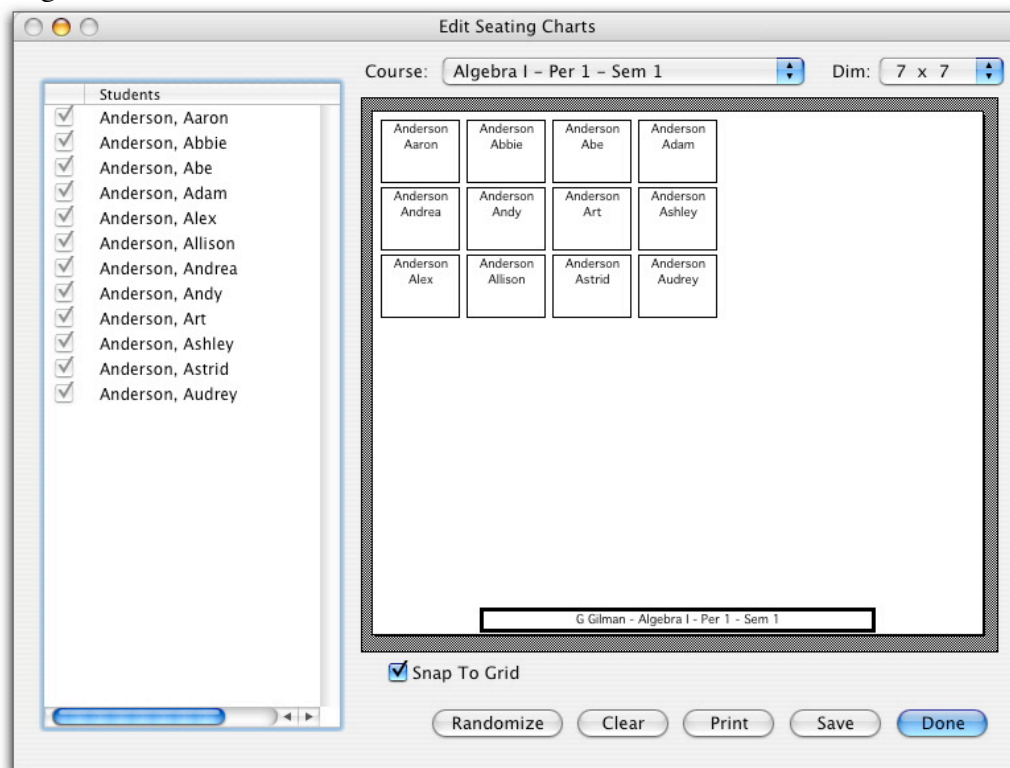 Edit Seating Charts
Course: Algebra I – Per 1 – Sem 1 Dim: 7 x 7
Students
Anderson, Aaron
Anderson, Abbie
Anderson, Abe
Anderson, Adam
Anderson, Alex
Anderson, Allison
Anderson, Andrea
Anderson, Andy
Anderson, Art
Anderson, Ashley
Anderson, Astrid
Anderson, Audrey
Anderson Anderson Anderson Anderson
Aaron Abbie Abe Adam
Anderson Anderson Anderson Anderson
Andrea Andy Art Ashley
Anderson Anderson Anderson Anderson
Alex Allison Astrid Audrey
G Gilman - Algebra I - Per 1 - Sem 1
Snap To Grid
Randomize Clear Print Save Done